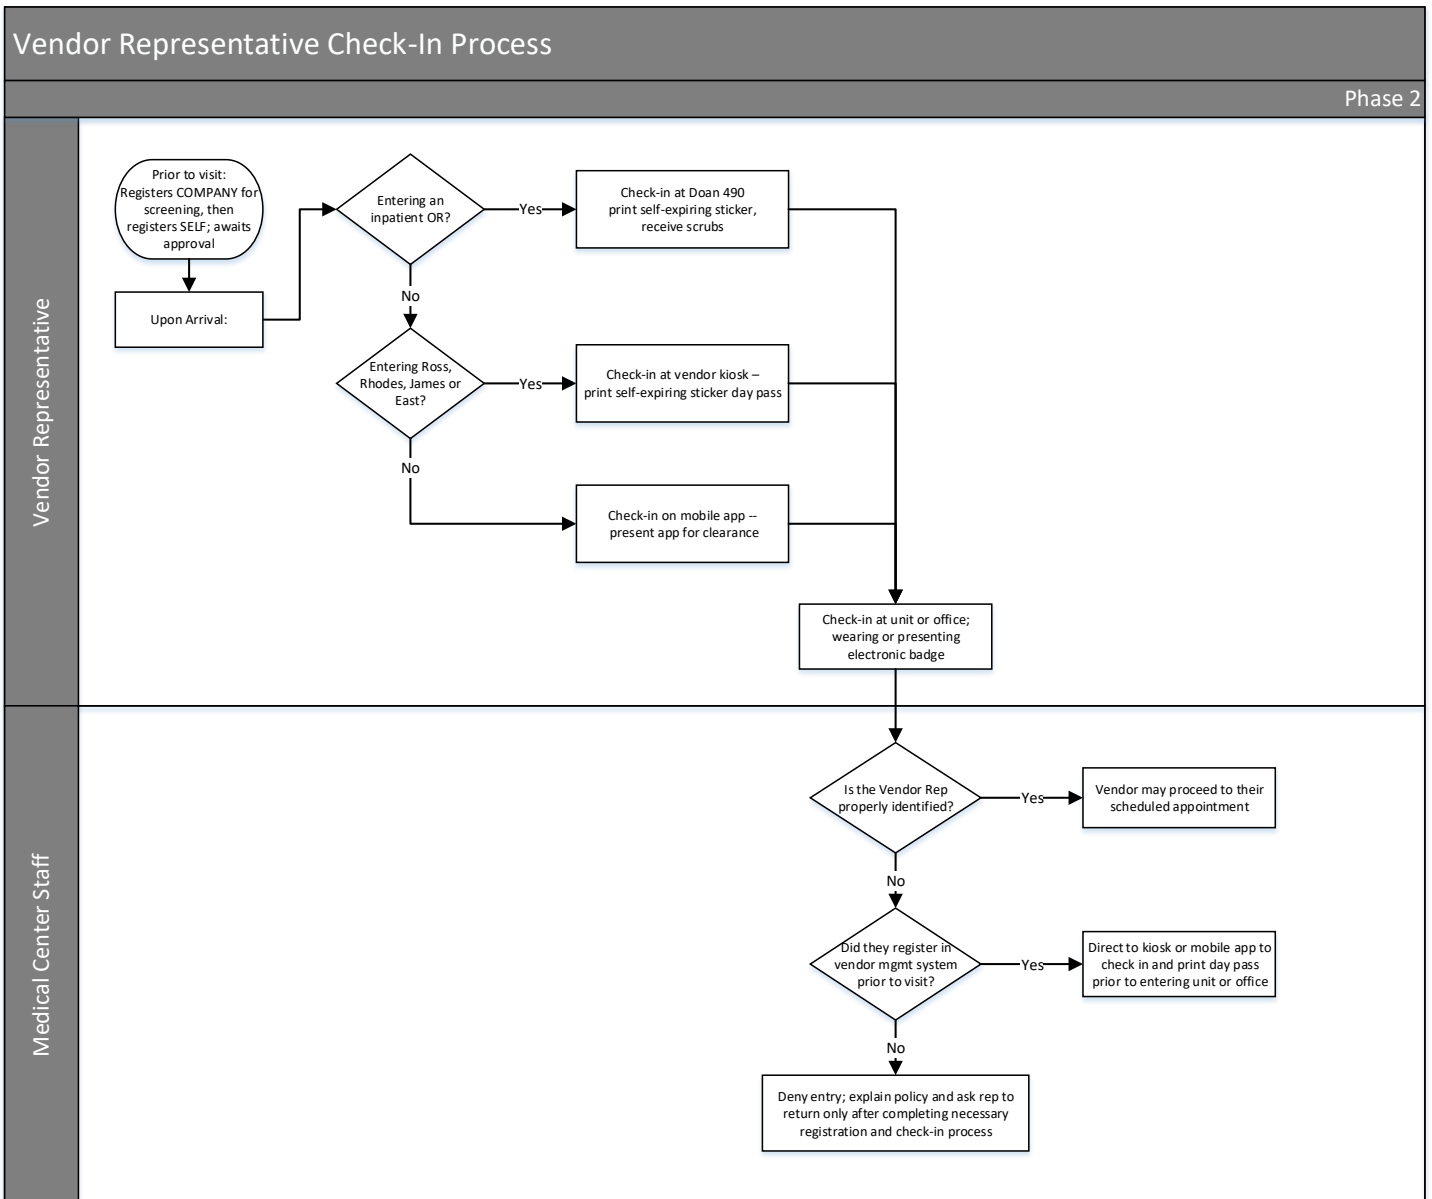 Vendor Representative Check-In Process
Phase 2
Vendor Representative
Prior to visit:
Registers COMPANY for
screening, then
registers SELF; awaits
approval
Upon Arrival:
Entering an
inpatient OR?
Yes
Check-in at Doan 490
print self-expiring sticker,
receive scrubs
No
Entering Ross,
Rhodes, James or
East?
Yes
Check-in at vendor kiosk –
print self-expiring sticker day pass
No
Check-in on mobile app --
present app for clearance
Check-in at unit or office;
wearing or presenting
electronic badge
Medical Center Staff
Is the Vendor Rep
properly identified?
Yes
Vendor may proceed to their
scheduled appointment
No
Did they register in
vendor mgmt system
prior to visit?
Yes
Direct to kiosk or mobile app to
check in and print day pass
prior to entering unit or office
No
Deny entry; explain policy and ask rep to
return only after completing necessary
registration and check-in process